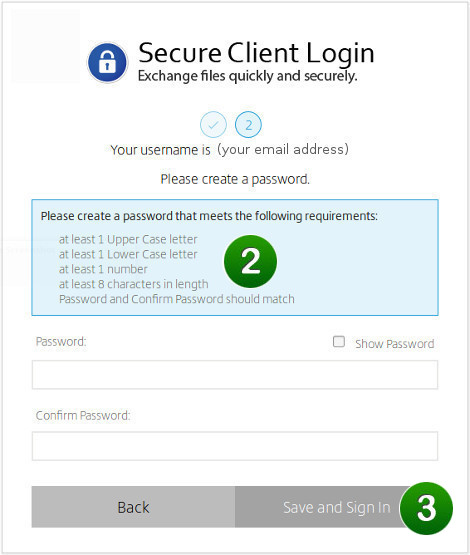 Secure Client Login
Exchange files quickly and securely.
2
Your username is (your email address)
Please create a password.
Please create a password that meets the following requirements:
at least 1 Upper Case letter
at least 1 Lower Case letter
at least 1 number
at least 8 characters in length
Password and Confirm Password should match
2
Password:
Show Password
Confirm Password:
Back
Save and Sign In
3